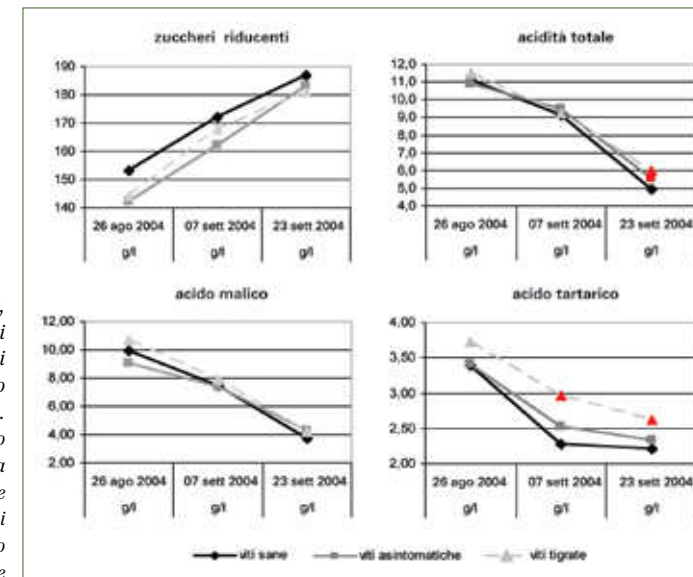 zuccheri riducenti
190
180
170
160
150
140
26 ago 2004 07 sett 2004 23 sett 2004
g/l g/l g/l
acidità totale
12,0
11,0
10,0
9,0
8,0
7,0
6,0
5,0
4,0
26 ago 2004 07 sett 2004 23 sett 2004
g/l g/l g/l
acido malico
12,00
10,00
8,00
6,00
4,00
2,00
26 ago 2004 07 sett 2004 23 sett 2004
g/l g/l g/l
acido tartarico
4,00
3,50
3,00
2,50
2,00
26 ago 2004 07 sett 2004 23 sett 2004
g/l g/l g/l
viti sane viti asintomatiche viti tigrate
,
i
i
o
.
o
a
e
i
o
e